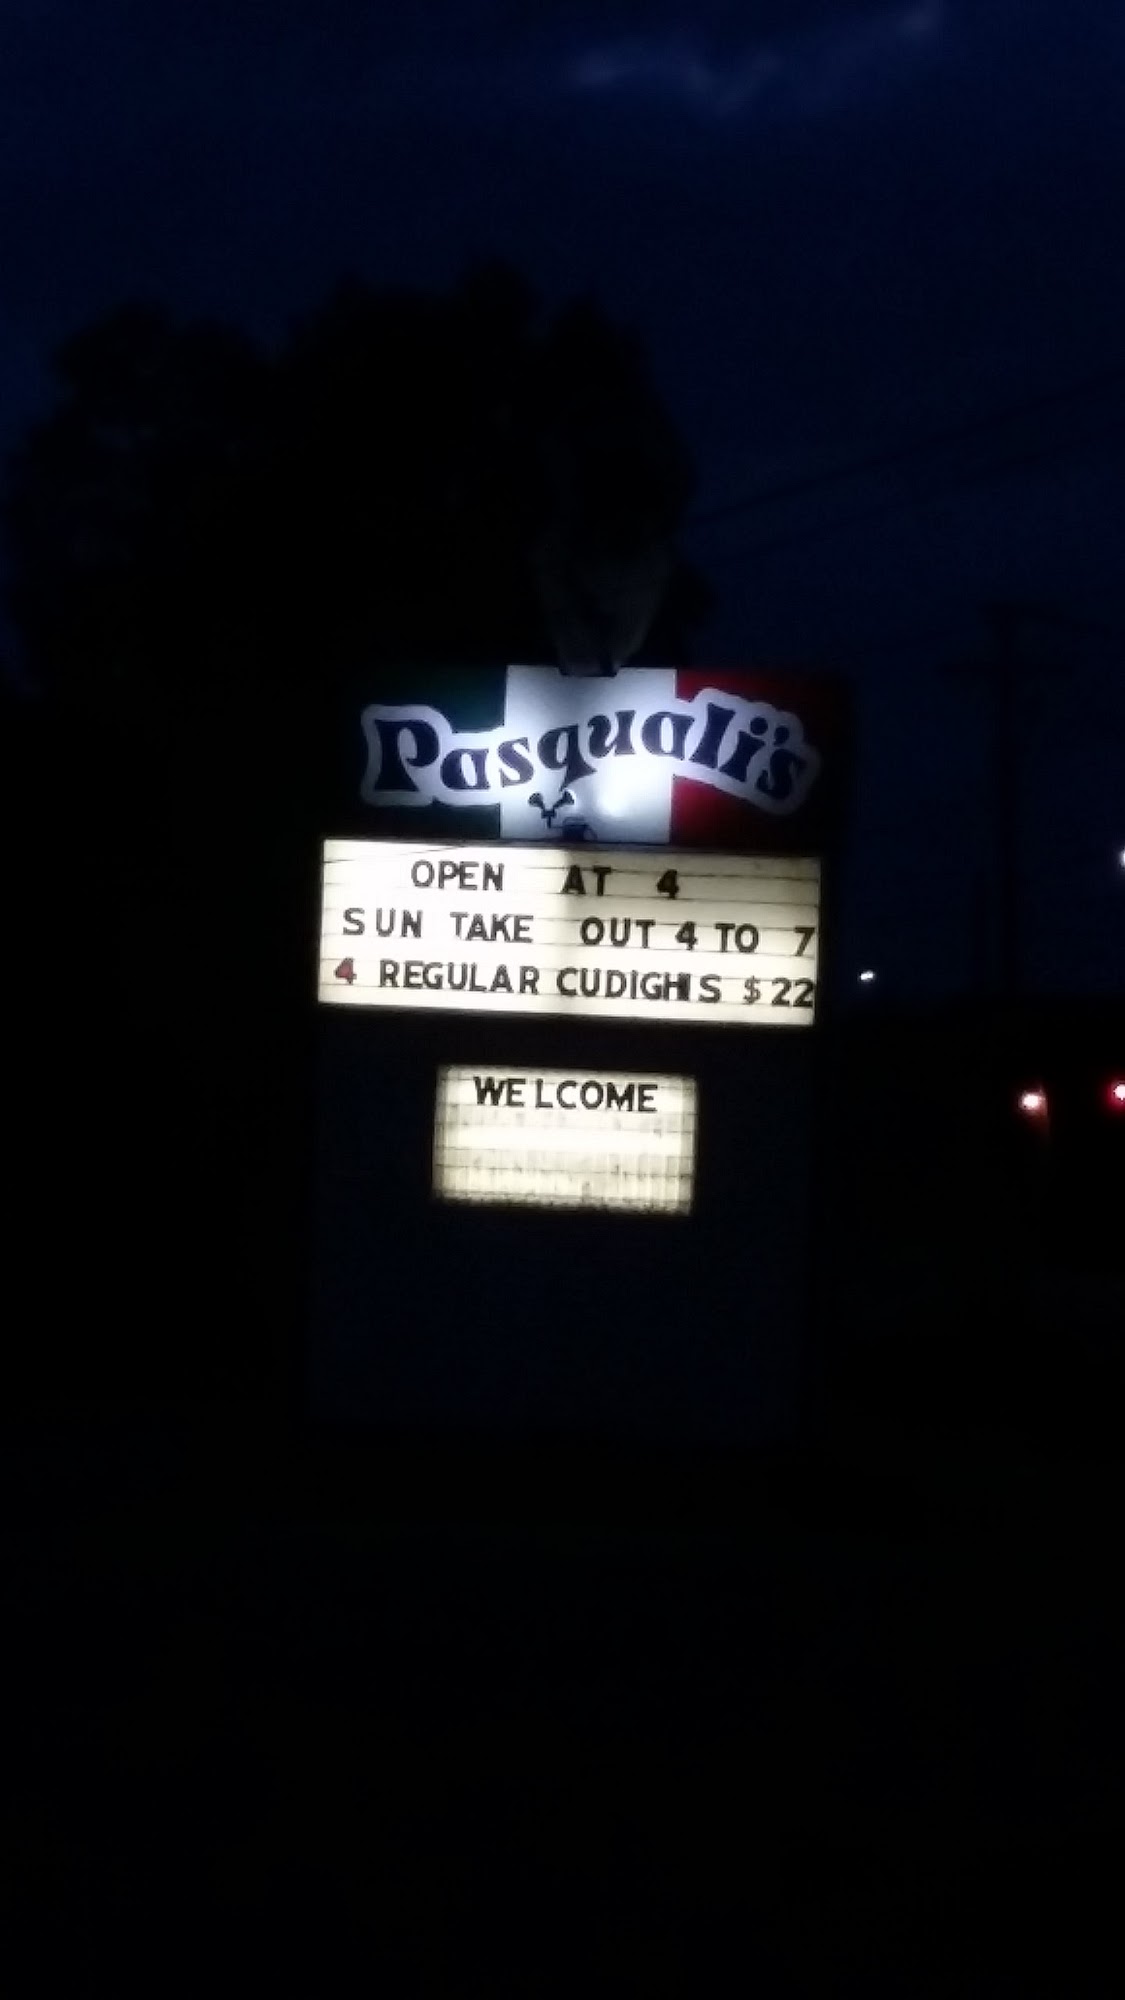 Pasquali's
OPEN AT 4
SUN TAKE OUT 4 TO 7
4 REGULAR CUDIGHIS $22
WELCOME